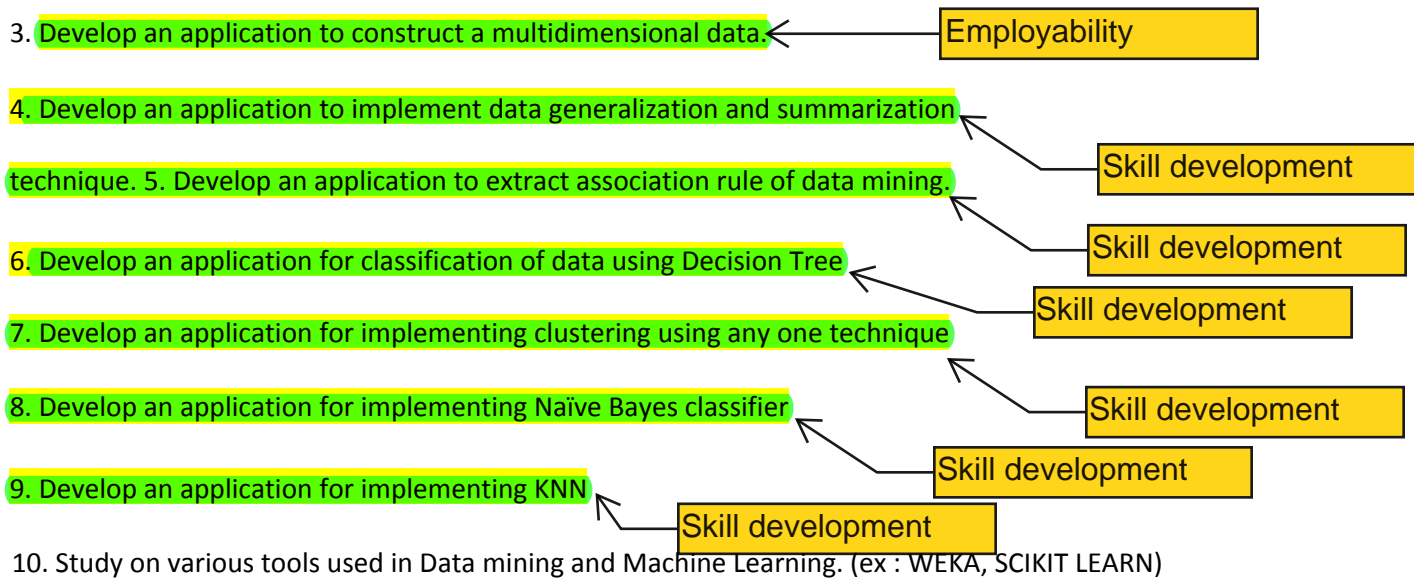 3. Develop an application to construct a multidimensional data.
Employability
4. Develop an application to implement data generalization and summarization
Skill development
technique. 5. Develop an application to extract association rule of data mining.
Skill development
6. Develop an application for classification of data using Decision Tree
Skill development
7. Develop an application for implementing clustering using any one technique
Skill development
8. Develop an application for implementing Naïve Bayes classifier
Skill development
9. Develop an application for implementing KNN
Skill development
10. Study on various tools used in Data mining and Machine Learning. (ex : WEKA, SCIKIT LEARN)